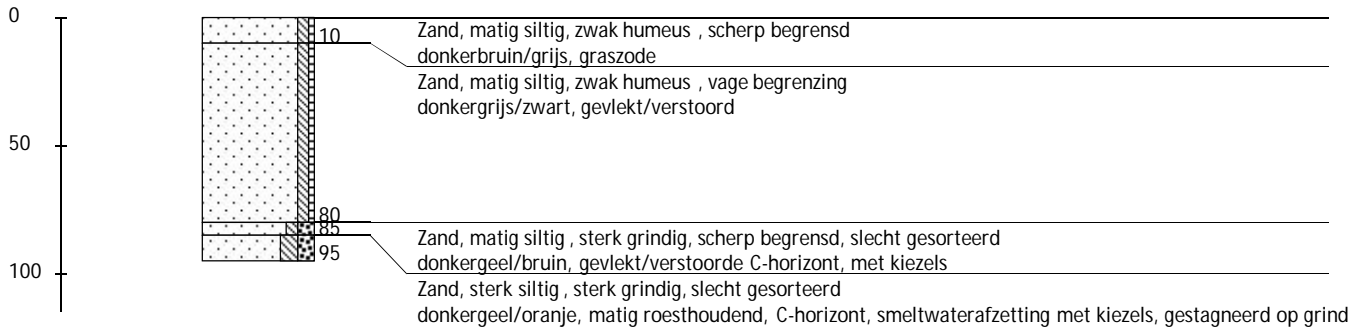 0
10
Zand, matig siltig, zwak humeus , scherp begrensd
donkerbruin/grijs, graszode
Zand, matig siltig, zwak humeus , vage begrenzing
donkergrijs/zwart, gevlekt/verstoord
50
80
85
Zand, matig siltig , sterk grindig, scherp begrensd, slecht gesorteerd
95
donkergeel/bruin, gevlekt/verstoorde C-horizont, met kiezels
100
Zand, sterk siltig , sterk grindig, slecht gesorteerd
donkergeel/oranje, matig roesthoudend, C-horizont, smeltwaterafzetting met kiezels, gestagneerd op grind